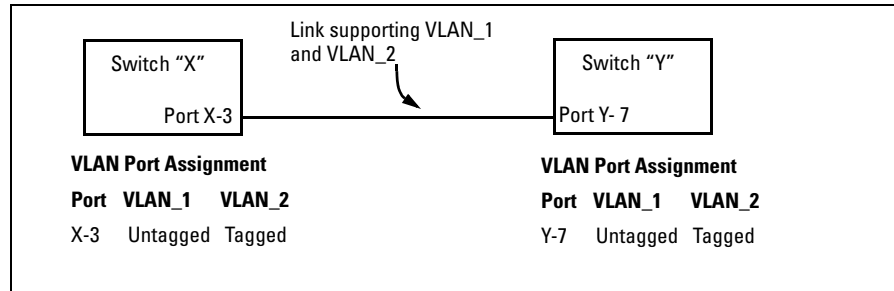 Link supporting VLAN_1
and VLAN_2
Switch “X”
Port X-3
Switch “Y”
Port Y- 7
VLAN Port Assignment
Port VLAN_1 VLAN_2
X-3 Untagged Tagged
VLAN Port Assignment
Port VLAN_1 VLAN_2
Y-7 Untagged Tagged